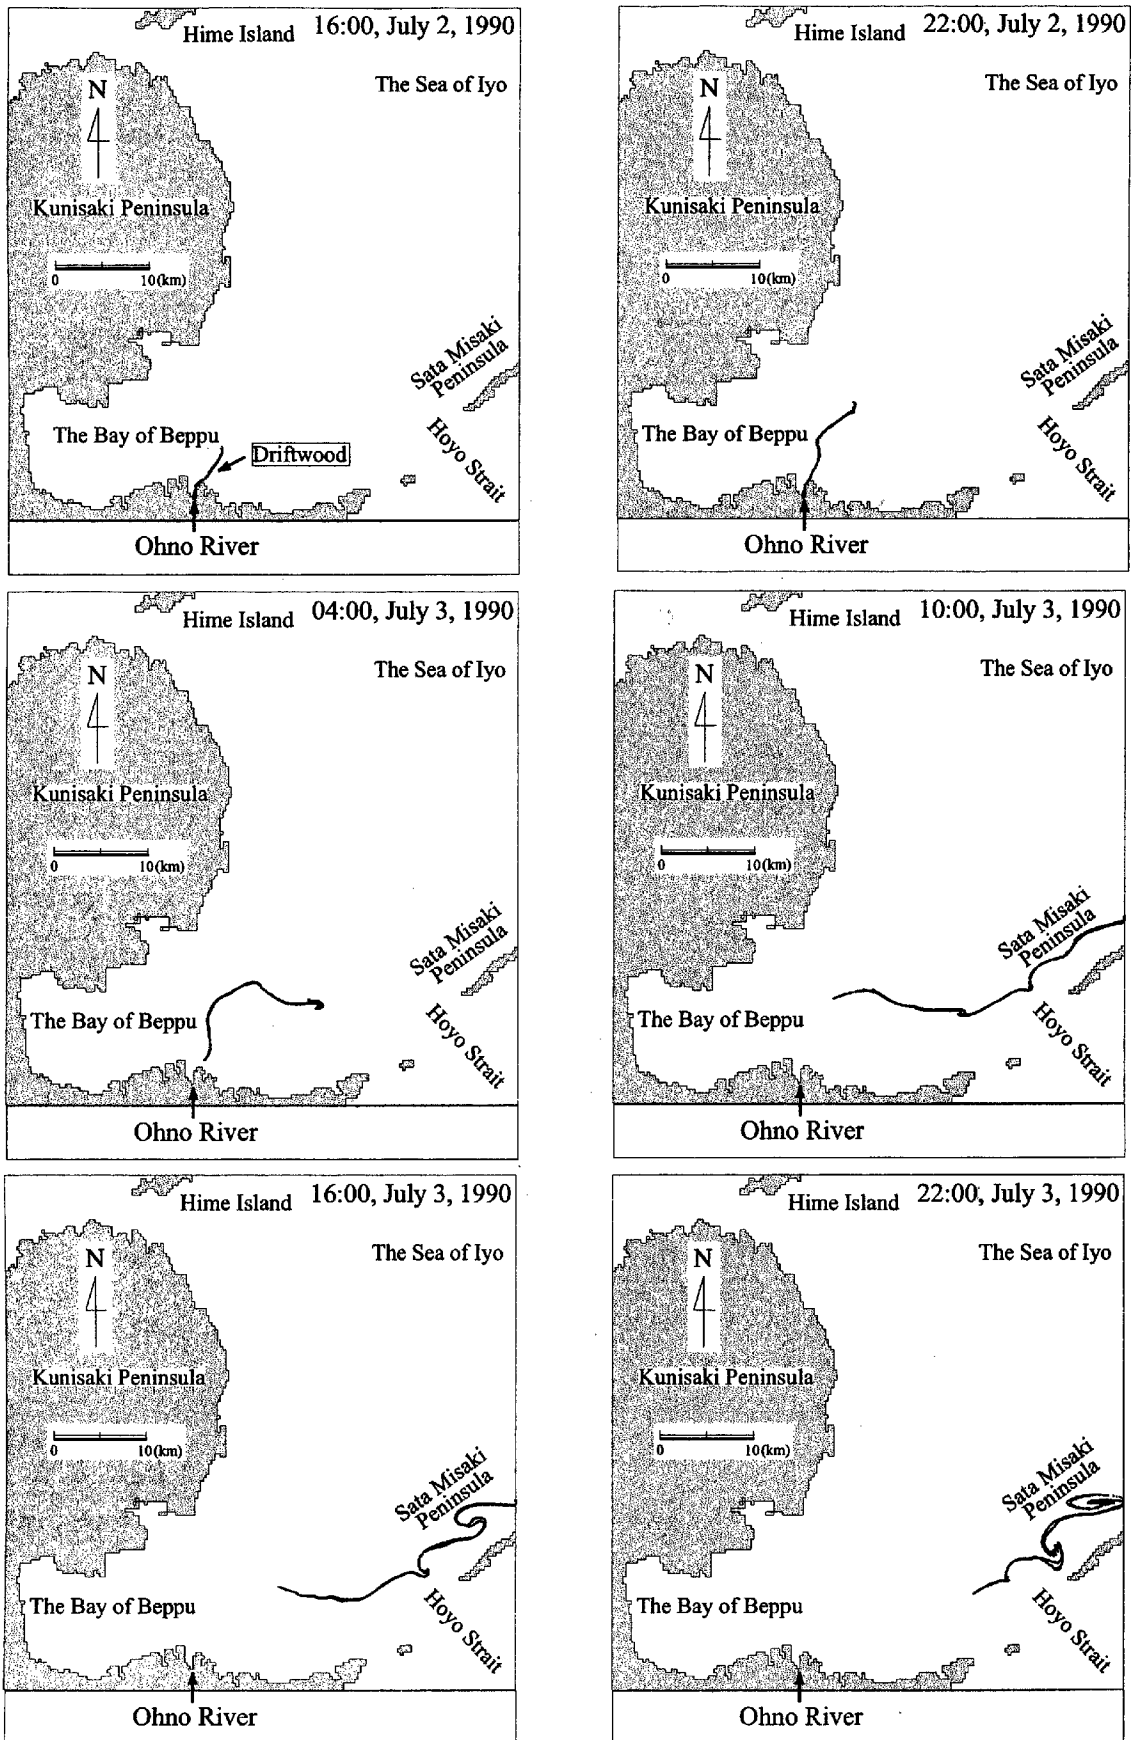 Hime Island 16:00, July 2, 1990
The Sea of Iyo
N
Kunisaki Peninsula
0 10(km)
Sata Misaki
Peninsula
The Bay of Beppu
Driftwood
Hoyo Strait
Ohno River
Hime Island 22:00, July 2, 1990
The Sea of Iyo
N
Kunisaki Peninsula
0 10(km)
Sata Misaki
Peninsula
The Bay of Beppu
Hoyo Strait
Ohno River
Hime Island 04:00, July 3, 1990
The Sea of Iyo
N
Kunisaki Peninsula
0 10(km)
Sata Misaki
Peninsula
The Bay of Beppu
Hoyo Strait
Ohno River
Hime Island 10:00, July 3, 1990
The Sea of Iyo
N
Kunisaki Peninsula
0 10(km)
Sata Misaki
Peninsula
The Bay of Beppu
Hoyo Strait
Ohno River
Hime Island 16:00, July 3, 1990
The Sea of Iyo
N
Kunisaki Peninsula
0 10(km)
Sata Misaki
Peninsula
The Bay of Beppu
Hoyo Strait
Ohno River
Hime Island 22:00, July 3, 1990
The Sea of Iyo
N
Kunisaki Peninsula
0 10(km)
Sata Misaki
Peninsula
The Bay of Beppu
Hoyo Strait
Ohno River